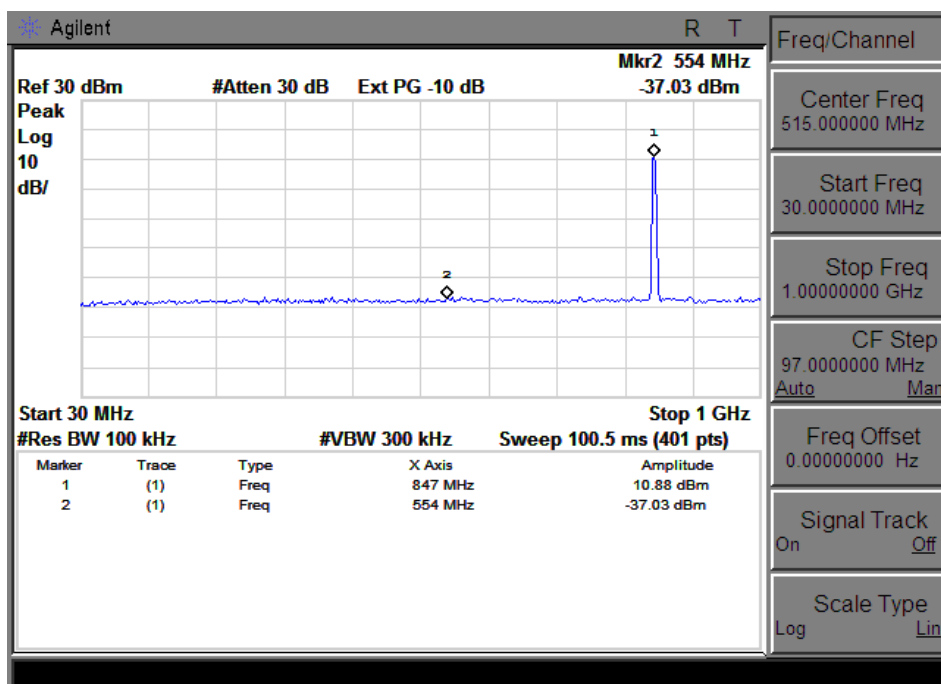 Agilent R T
Mkr2 554 MHz
Ref 30 dBm #Atten 30 dB Ext PG -10 dB -37.03 dBm
Peak
Log
10
dB/
1
2
Start 30 MHz Stop 1 GHz
#Res BW 100 kHz #VBW 300 kHz Sweep 100.5 ms (401 pts)
Marker Trace Type X Axis Amplitude
1 (1) Freq 847 MHz 10.88 dBm
2 (1) Freq 554 MHz -37.03 dBm
Freq/Channel
Center Freq
515.000000 MHz
Start Freq
30.0000000 MHz
Stop Freq
1.00000000 GHz
CF Step
97.0000000 MHz
Auto Man
Freq Offset
0.00000000 Hz
Signal Track
On Off
Scale Type
Log Lin